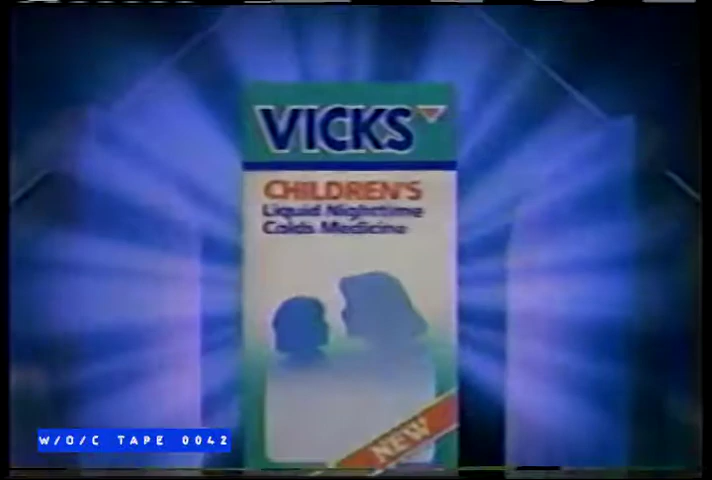 VICKS
CHILDREN'S
Liquid Nighttime
Colds Medicine
NEW
W/O/C TAPE 0042